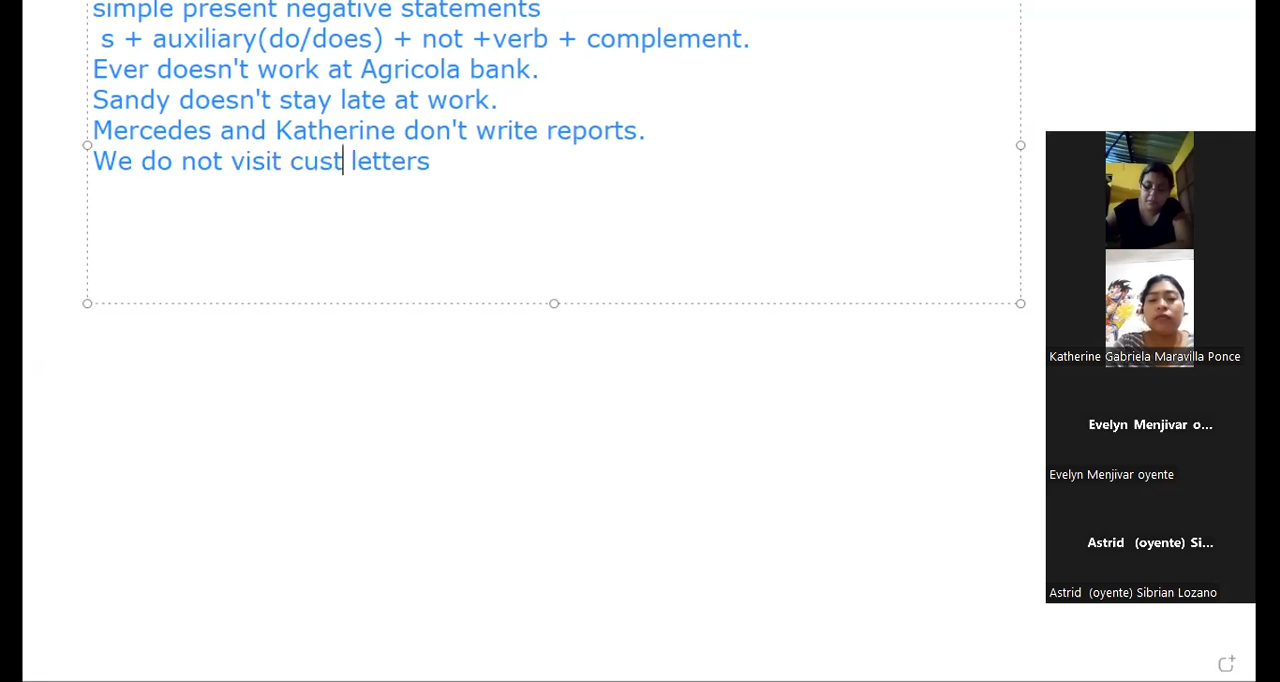 simple present negative statements
s + auxiliary(do/does) + not +verb + complement.
Ever doesn't work at Agricola bank.
Sandy doesn't stay late at work.
Mercedes and Katherine don't write reports.
We do not visit cust letters
Katherine Gabriela Maravilla Ponce
Evelyn Menjivar o...
Evelyn Menjivar oyente
Astrid (oyente) Si...
Astrid (oyente) Sibrian Lozano